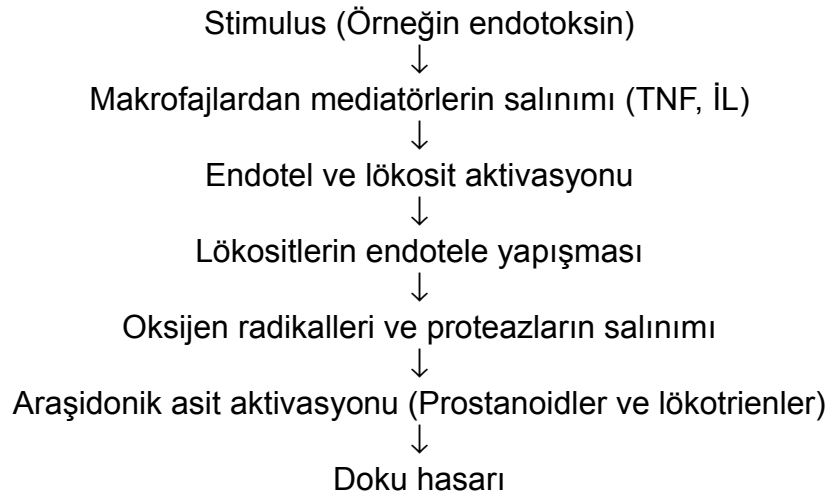 Stimulus (Örneğin endotoksin)
↓
Makrofajlardan mediatörlerin salınımı (TNF, İL)
↓
Endotel ve lökosit aktivasyonu
↓
Lökositlerin endotele yapışması
↓
Oksijen radikalleri ve proteazların salınımı
↓
Araşidonik asit aktivasyonu (Prostanoidler ve lökotrienler)
↓
Doku hasarı